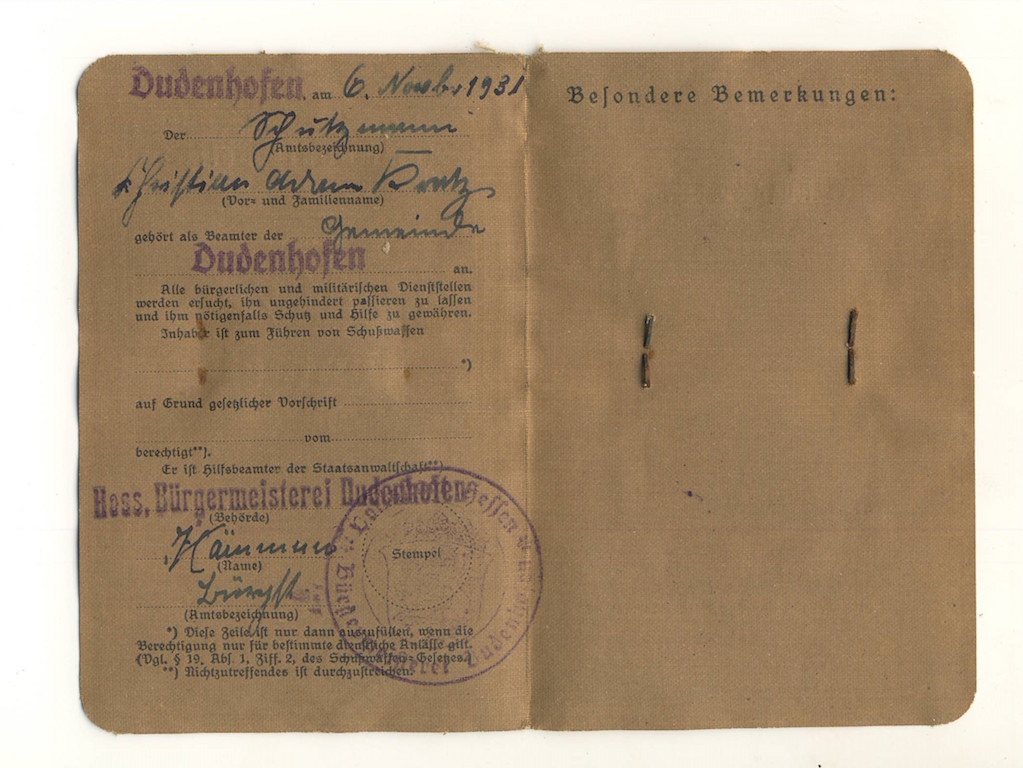 Dudenhofen, am 6. Novbr 1931
Der Schutzmann
(Amtsbezeichnung)
Christian Adam Kratz
(Vor= und Familienname)
gehört als Beamter der Gemeinde
Dudenhofen an.
Alle bürgerlichen und militärischen Dienststellen
werden ersucht, ihn ungehindert passieren zu lassen
und ihm nötigenfalls Schutz und Hilfe zu gewähren.
Inhaber ist zum Führen von Schußwaffen
*)
auf Grund gesetzlicher Vorschrift
vom
berechtigt**).
Er ist Hilfsbeamter der Staatsanwaltschaft**)
Hess. Bürgermeisterei Dudenhofen
(Behörde)
(Name)
Stempel
(Amtsbezeichnung)
*) Diese Zeile ist nur dann auszufüllen, wenn die
Berechtigung nur für bestimmte dienstliche Anlässe gilt.
(Vgl. § 19, Abs. 1, Ziff. 2, des Schußwaffen-Gesetzes.)
**) Nichtzutreffendes ist durchzustreichen.
Besondere Bemerkungen: